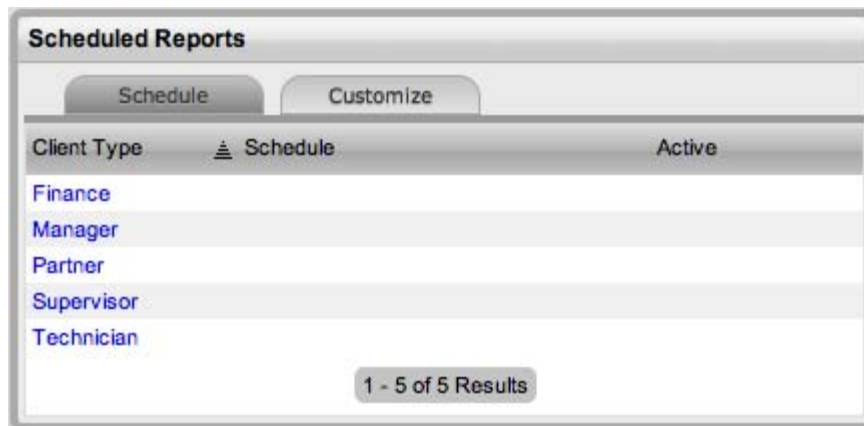 Scheduled Reports
Schedule Customize
Client Type Schedule Active
Finance
Manager
Partner
Supervisor
Technician
1 - 5 of 5 Results